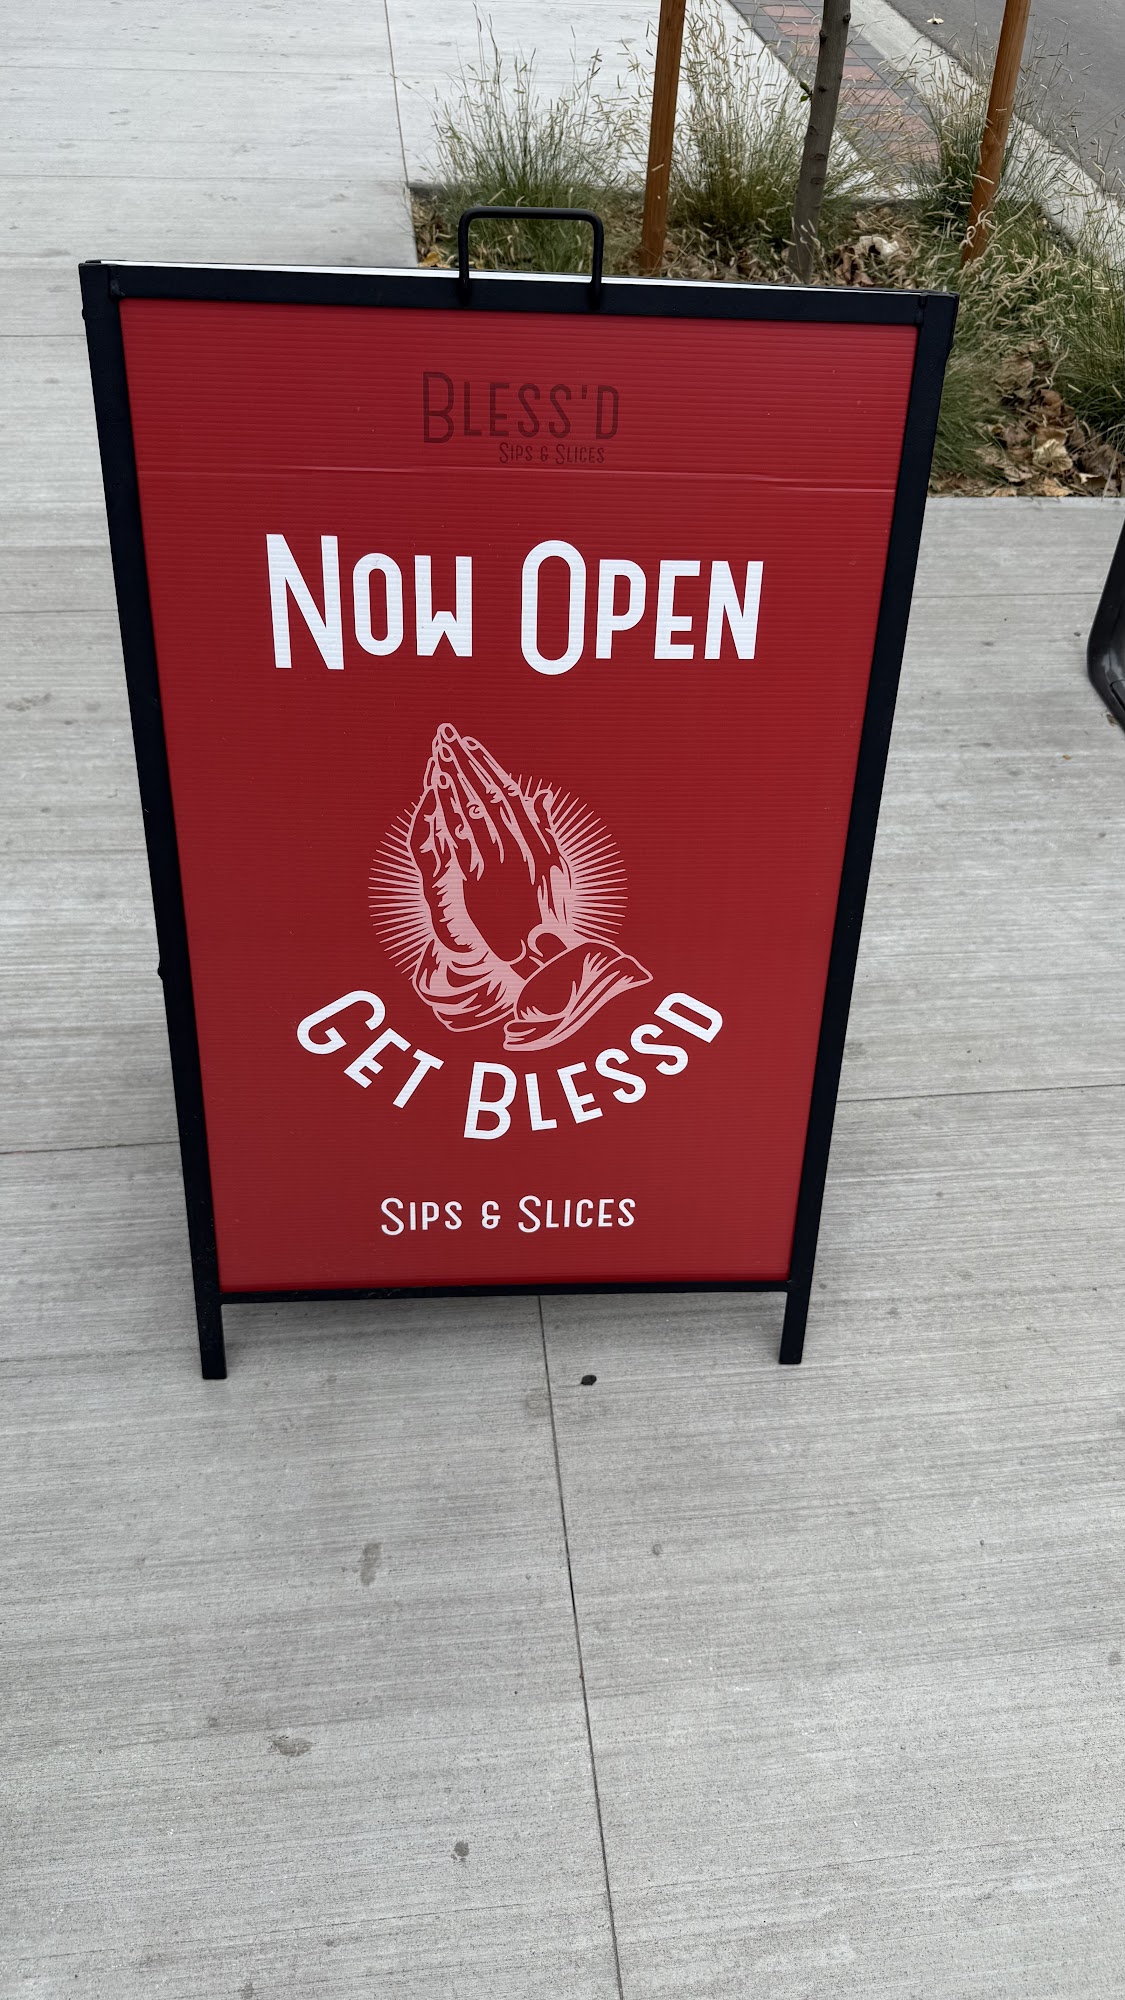 BLESS'D
SIPS & SLICES
NOW OPEN
GET BLESSD
SIPS & SLICES